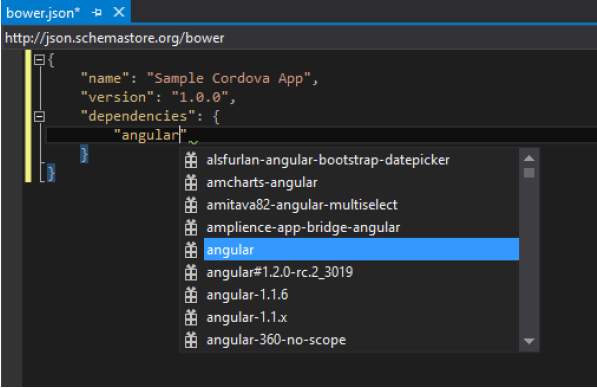 bower.json*
http://json.schemastore.org/bower
{
"name": "Sample Cordova App",
"version": "1.0.0",
"dependencies": {
"angular"
}
}
alsfurlan-angular-bootstrap-datepicker
amcharts-angular
amitava82-angular-multiselect
amplience-app-bridge-angular
angular
angular#1.2.0-rc.2_3019
angular-1.1.6
angular-1.1.x
angular-360-no-scope